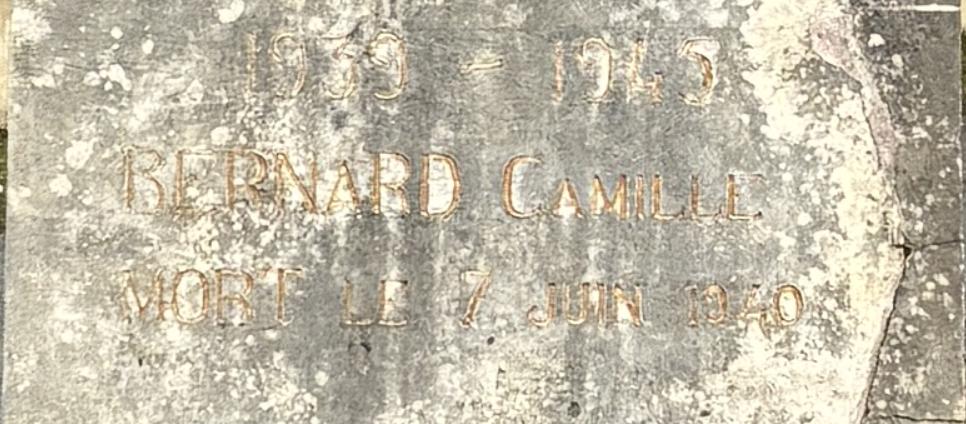 1939 - 1945
BERNARD CAMILLE
MORT LE 7 JUIN 1940